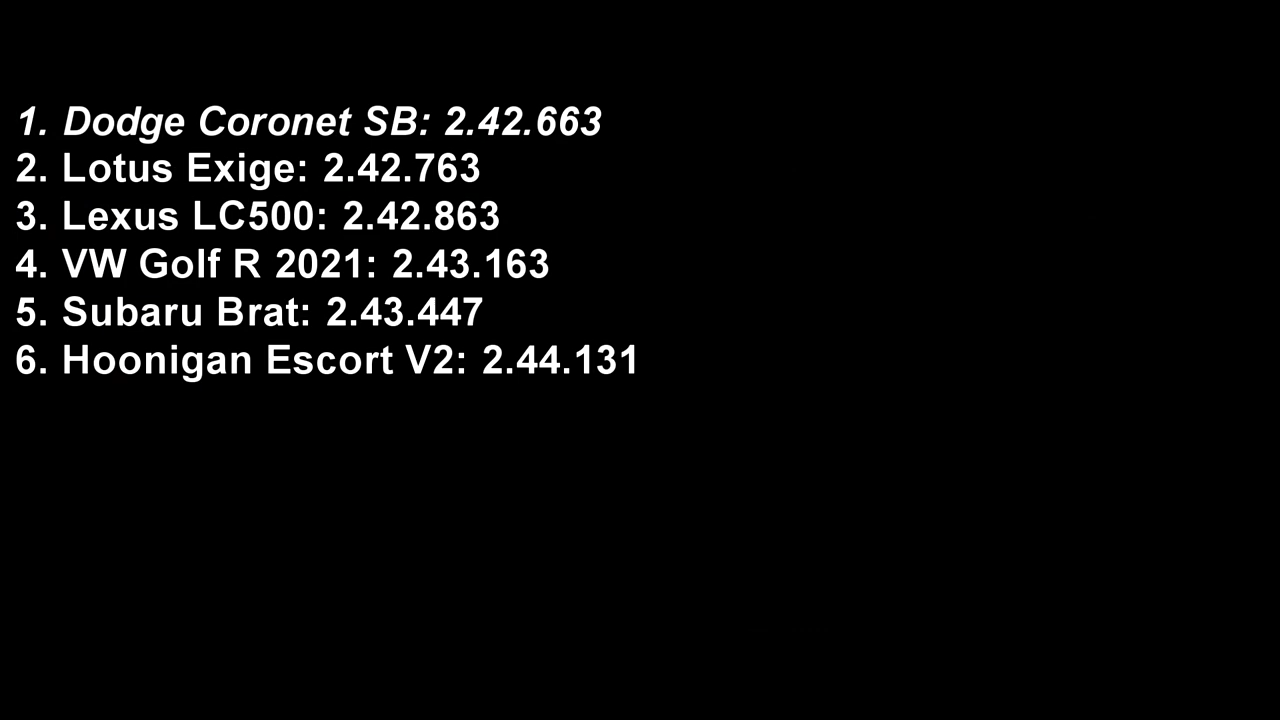 1. Dodge Coronet SB: 2.42.663
2. Lotus Exige: 2.42.763
3. Lexus LC500: 2.42.863
4. VW Golf R 2021: 2.43.163
5. Subaru Brat: 2.43.447
6. Hoonigan Escort V2: 2.44.131